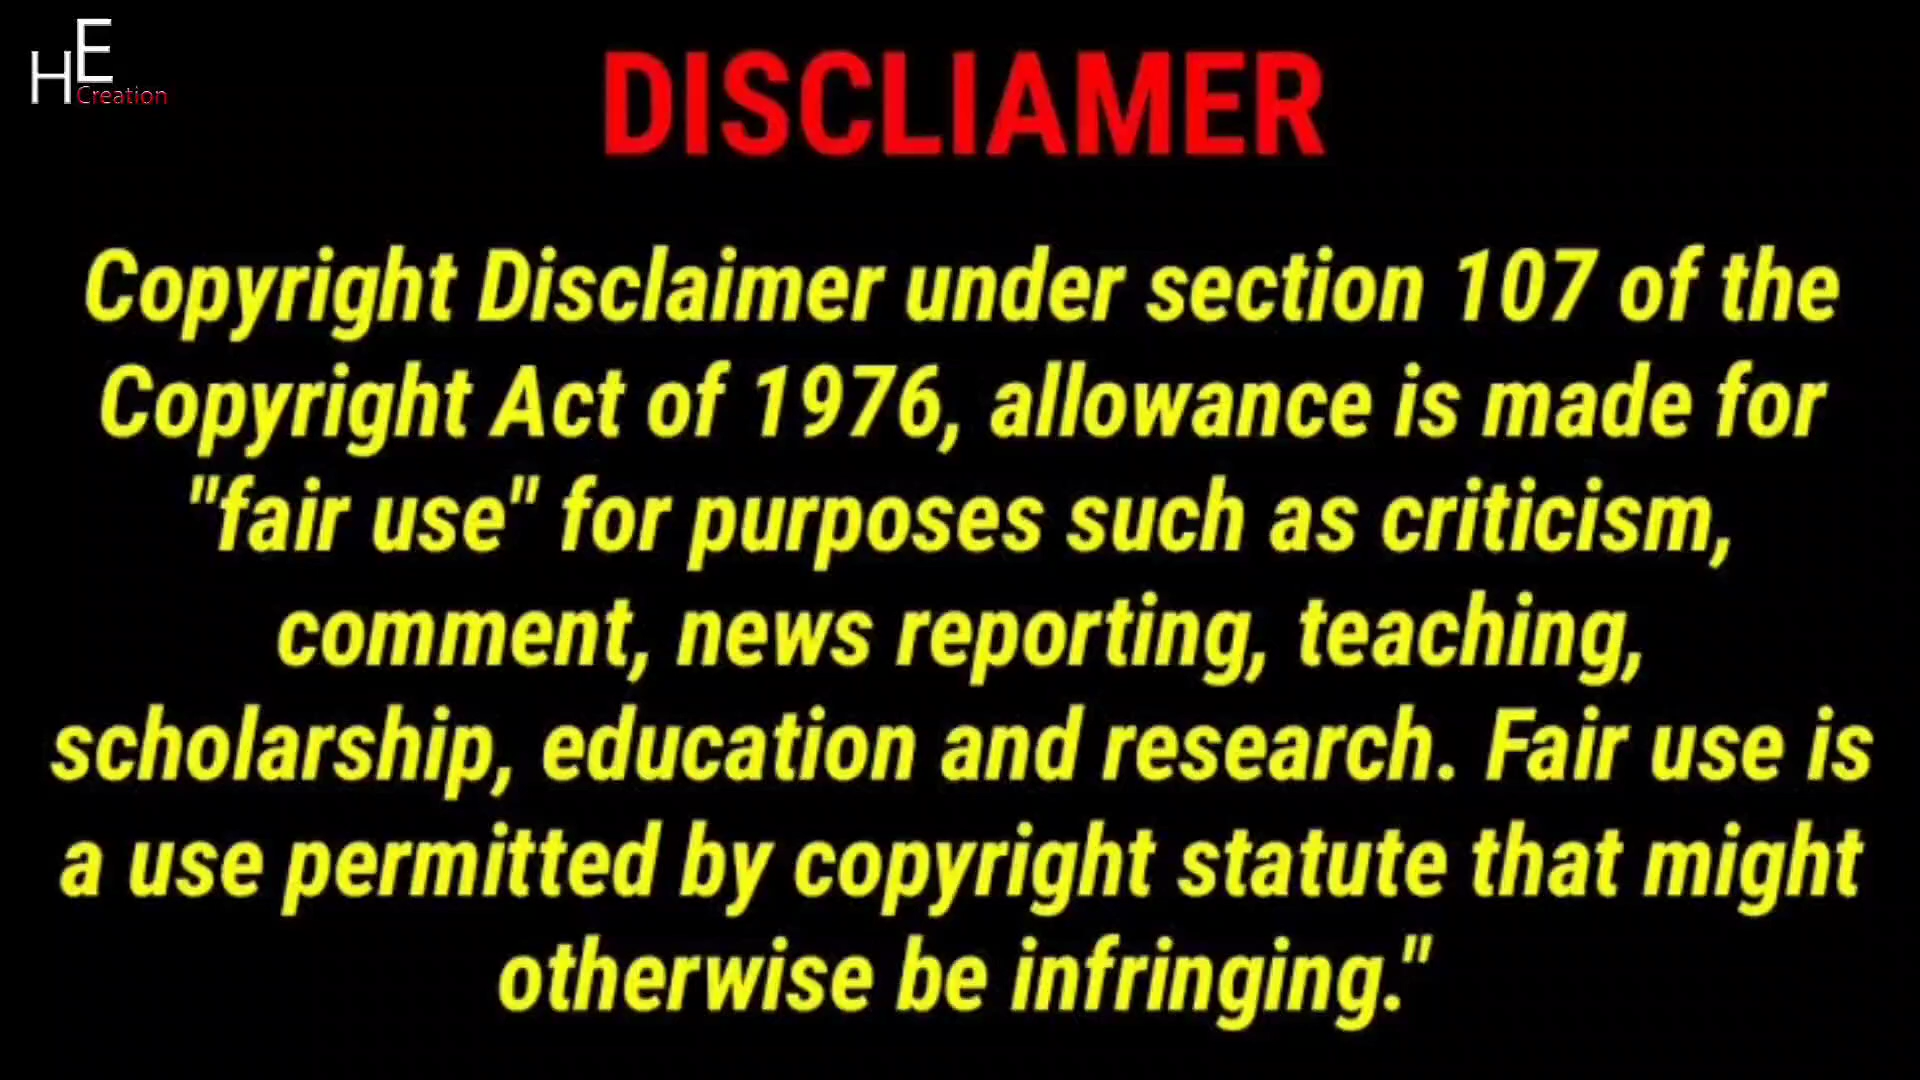 HE
Creation
DISCLIAMER
Copyright Disclaimer under section 107 of the
Copyright Act of 1976, allowance is made for
"fair use" for purposes such as criticism,
comment, news reporting, teaching,
scholarship, education and research. Fair use is
a use permitted by copyright statute that might
otherwise be infringing."